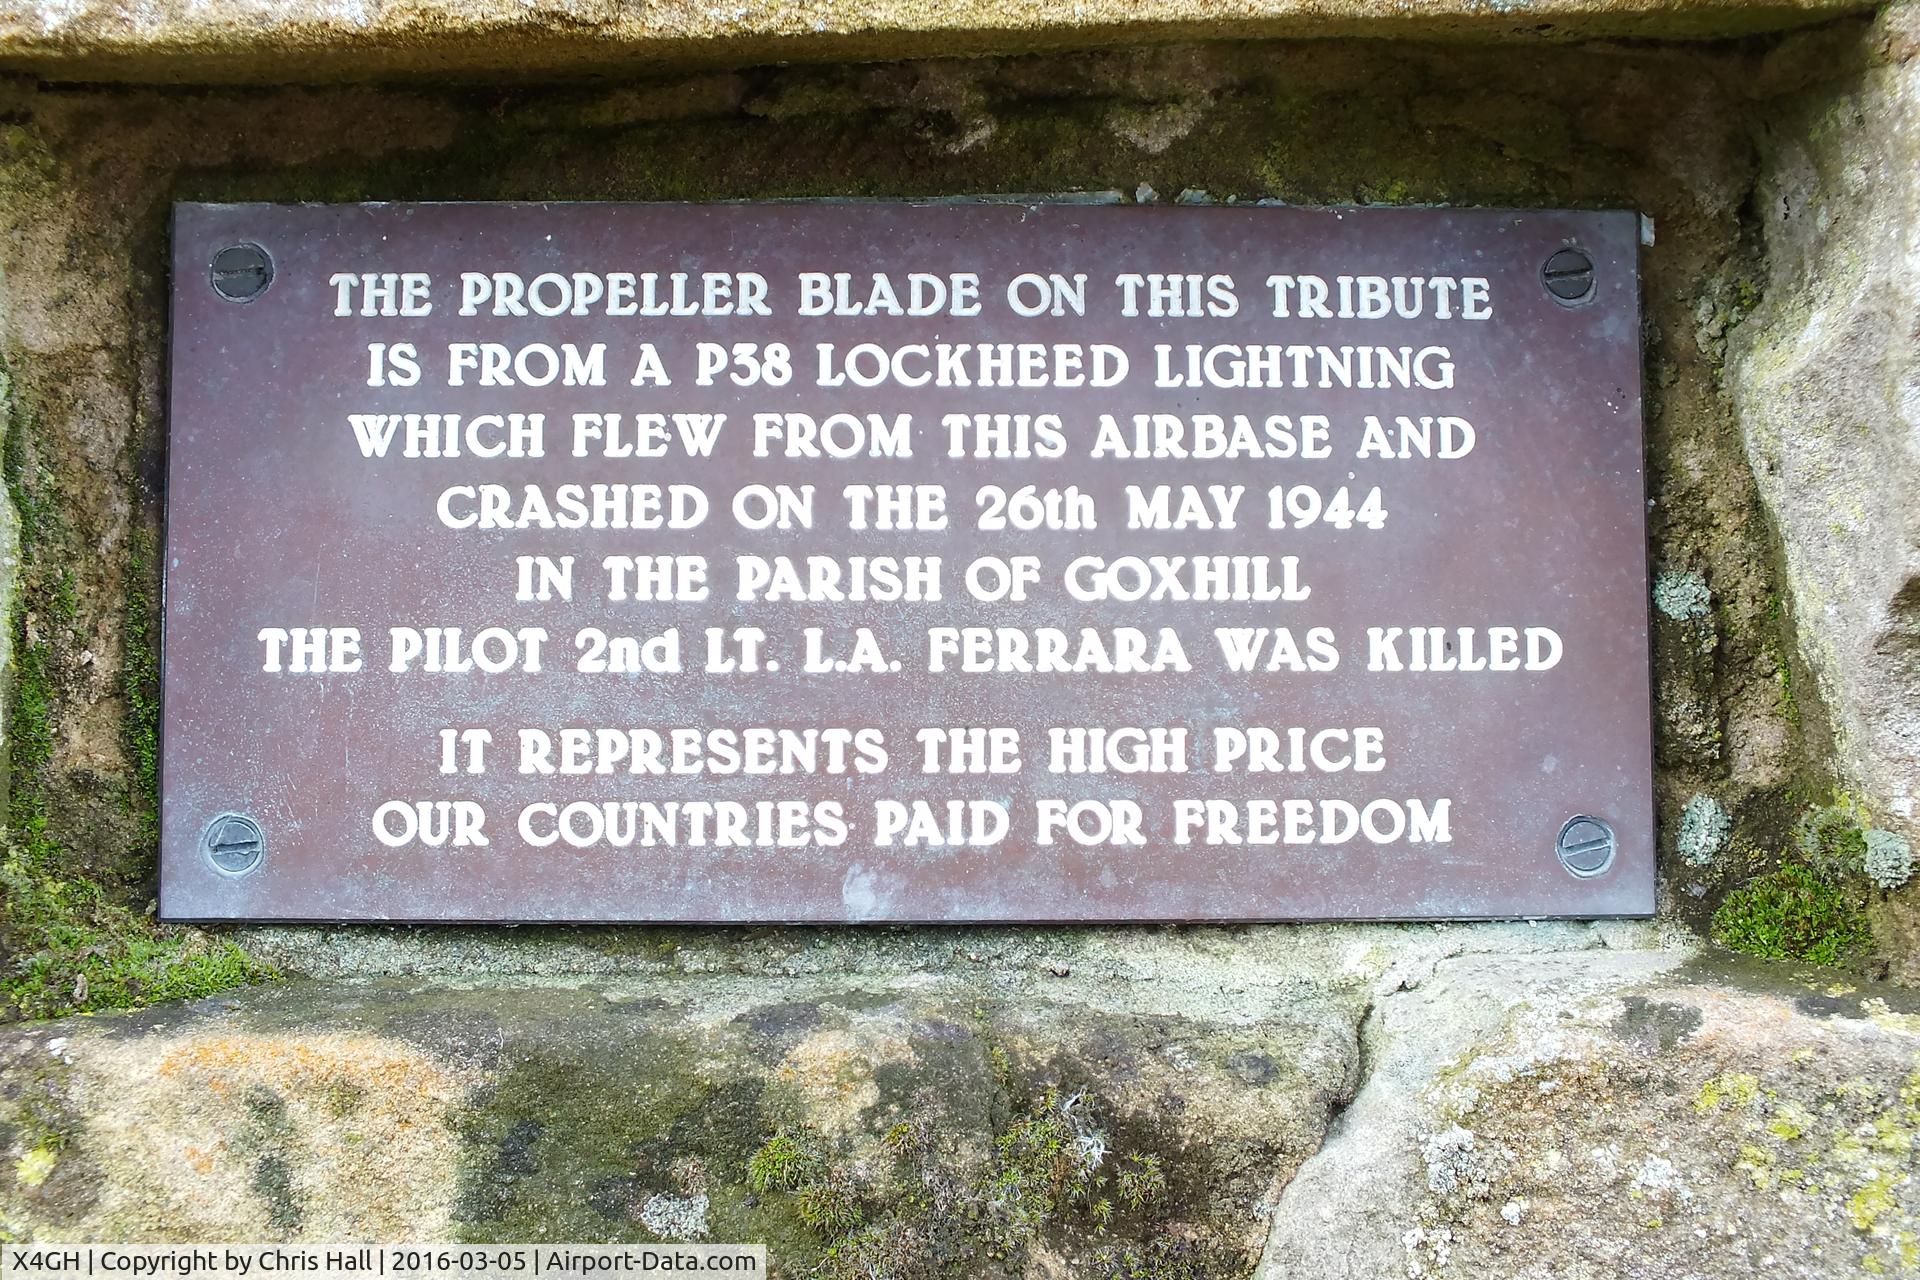 THE PROPELLER BLADE ON THIS TRIBUTE
IS FROM A P38 LOCKHEED LIGHTNING
WHICH FLEW FROM THIS AIRBASE AND
CRASHED ON THE 26th MAY 1944
IN THE PARISH OF GOXHILL
THE PILOT 2nd LT. L.A. FERRARA WAS KILLED
IT REPRESENTS THE HIGH PRICE
OUR COUNTRIES PAID FOR FREEDOM
X4GH | Copyright by Chris Hall | 2016-03-05 | Airport-Data.com